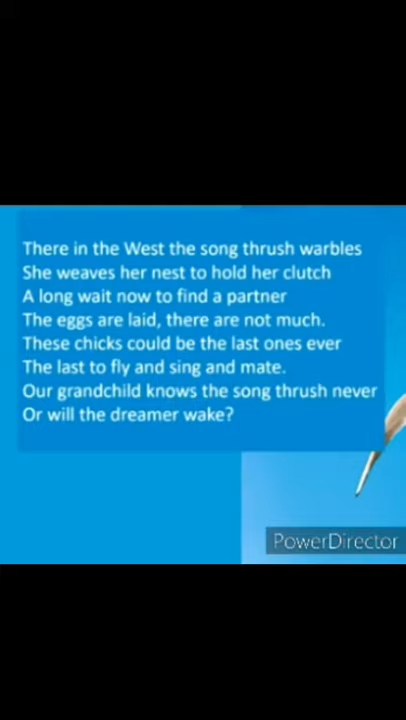 There in the West the song thrush warbles
She weaves her nest to hold her clutch
A long wait now to find a partner
The eggs are laid, there are not much.
These chicks could be the last ones ever
The last to fly and sing and mate.
Our grandchild knows the song thrush never
Or will the dreamer wake?
PowerDirector